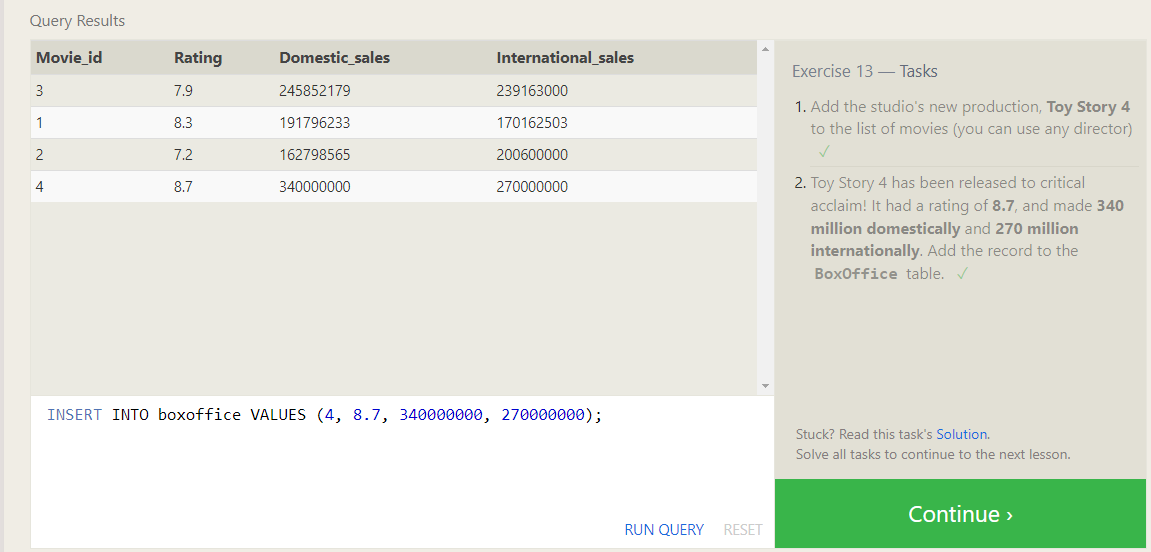 Query Results
Movie_id Rating Domestic_sales International_sales
3 7.9 245852179 239163000
1 8.3 191796233 170162503
2 7.2 162798565 200600000
4 8.7 340000000 270000000
INSERT INTO boxoffice VALUES (4, 8.7, 340000000, 270000000);
RUN QUERY RESET
Exercise 13 — Tasks
1. Add the studio's new production, Toy Story 4
to the list of movies (you can use any director)
✓
2. Toy Story 4 has been released to critical
acclaim! It had a rating of 8.7, and made 340
million domestically and 270 million
internationally. Add the record to the
BoxOffice table. ✓
Stuck? Read this task's Solution.
Solve all tasks to continue to the next lesson.
Continue ›